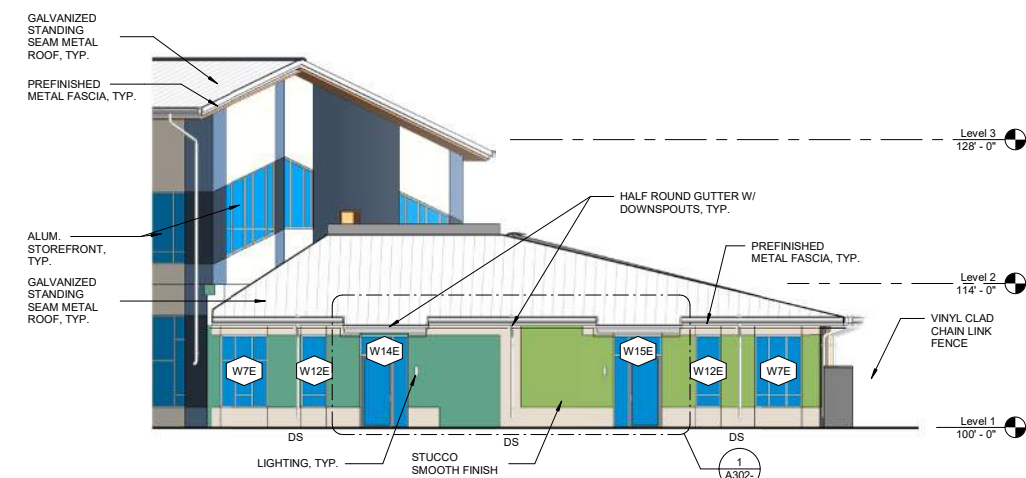 GALVANIZED
STANDING
SEAM METAL
ROOF, TYP.
PREFINISHED
METAL FASCIA, TYP.
Level 3
128' - 0"
HALF ROUND GUTTER W/
DOWNSPOUTS, TYP.
ALUM.
STOREFRONT,
TYP.
PREFINISHED
METAL FASCIA, TYP.
GALVANIZED
STANDING
SEAM METAL
ROOF, TYP.
Level 2
114' - 0"
VINYL CLAD
CHAIN LINK
FENCE
W7E
W12E
W14E
W15E
W12E
W7E
Level 1
100' - 0"
DS
DS
DS
LIGHTING, TYP.
STUCCO
SMOOTH FINISH
1
A302-